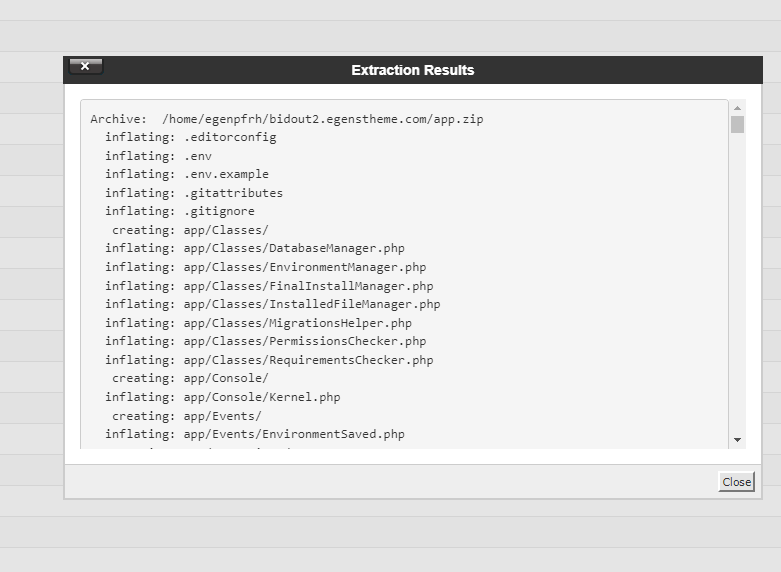 Extraction Results
Archive:  /home/egenpfrh/bidout2.egenstheme.com/app.zip
inflating: .editorconfig
inflating: .env
inflating: .env.example
inflating: .gitattributes
inflating: .gitignore
creating: app/Classes/
inflating: app/Classes/DatabaseManager.php
inflating: app/Classes/EnvironmentManager.php
inflating: app/Classes/FinalInstallManager.php
inflating: app/Classes/InstalledFileManager.php
inflating: app/Classes/MigrationsHelper.php
inflating: app/Classes/PermissionsChecker.php
inflating: app/Classes/RequirementsChecker.php
creating: app/Console/
inflating: app/Console/Kernel.php
creating: app/Events/
inflating: app/Events/EnvironmentSaved.php
Close